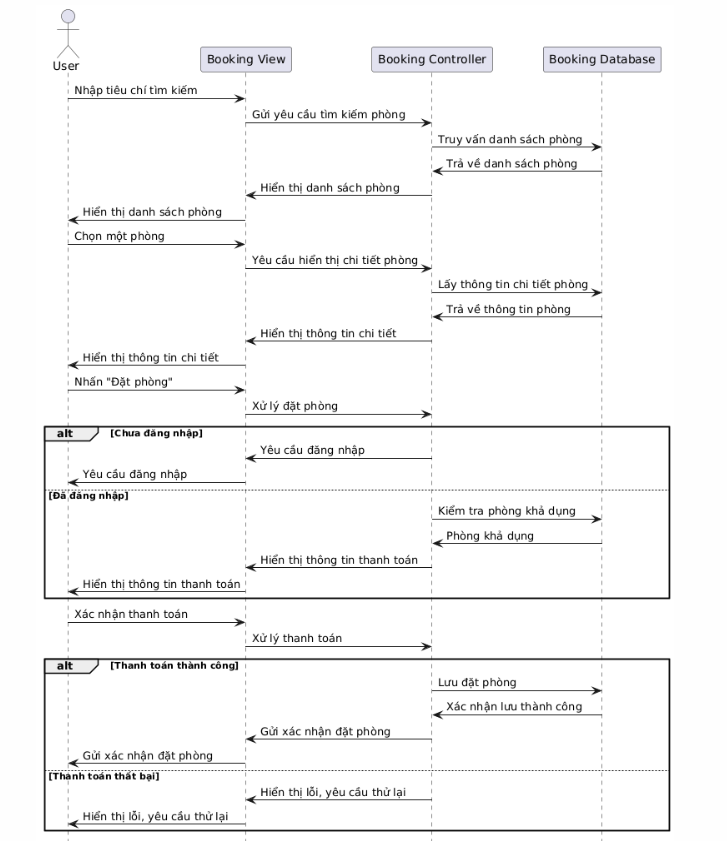 User
Booking View
Booking Controller
Booking Database
Nhập tiêu chí tìm kiếm
Gửi yêu cầu tìm kiếm phòng
Truy vấn danh sách phòng
Trả về danh sách phòng
Hiển thị danh sách phòng
Hiển thị danh sách phòng
Chọn một phòng
Yêu cầu hiển thị chi tiết phòng
Lấy thông tin chi tiết phòng
Trả về thông tin phòng
Hiển thị thông tin chi tiết
Hiển thị thông tin chi tiết
Nhấn "Đặt phòng"
Xử lý đặt phòng
alt [Chưa đăng nhập]
Yêu cầu đăng nhập
Yêu cầu đăng nhập
[Đã đăng nhập]
Kiểm tra phòng khả dụng
Phòng khả dụng
Hiển thị thông tin thanh toán
Hiển thị thông tin thanh toán
Xác nhận thanh toán
Xử lý thanh toán
alt [Thanh toán thành công]
Lưu đặt phòng
Xác nhận lưu thành công
Gửi xác nhận đặt phòng
Gửi xác nhận đặt phòng
[Thanh toán thất bại]
Hiển thị lỗi, yêu cầu thử lại
Hiển thị lỗi, yêu cầu thử lại